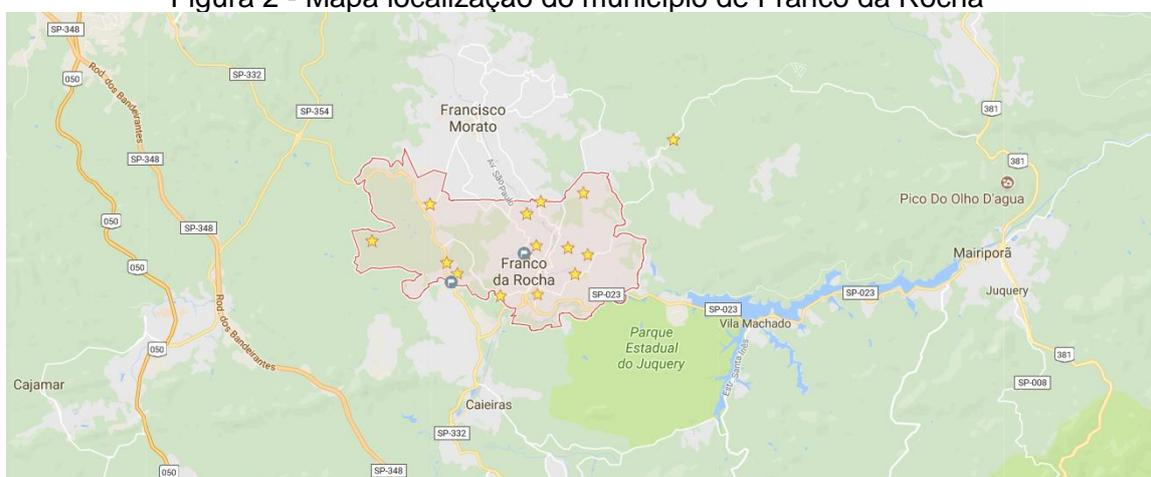 Figura 2 - Mapa localização do município de Franco da Rocha
SP-348
050
Rod. dos Bandeirantes
SP-332
SP-354
Francisco
Morato
381
SP-348
Av. São Paulo
381
Pico Do Olho D'agua
050
SP-348
Mairiporã
050
Franco
da Rocha
Juquery
SP-023
SP-023
SP-023
Vila Machado
Rod. dos Bandeirantes
Parque
Estadual
do Juquery
Estr. Santa Inês
050
381
Cajamar
SP-008
Caieiras
SP-332
050
SP-348